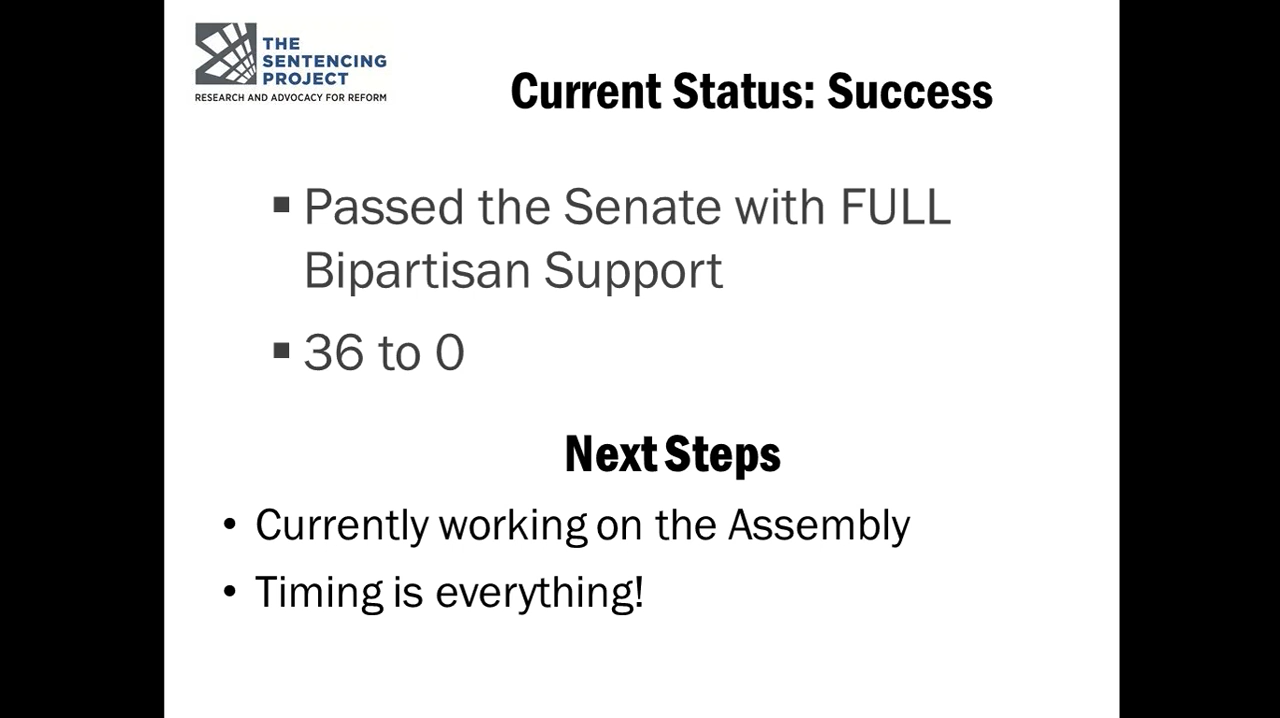 THE
SENTENCING
PROJECT
RESEARCH AND ADVOCACY FOR REFORM
Current Status: Success
▪ Passed the Senate with FULL
Bipartisan Support
▪ 36 to 0
Next Steps
• Currently working on the Assembly
• Timing is everything!